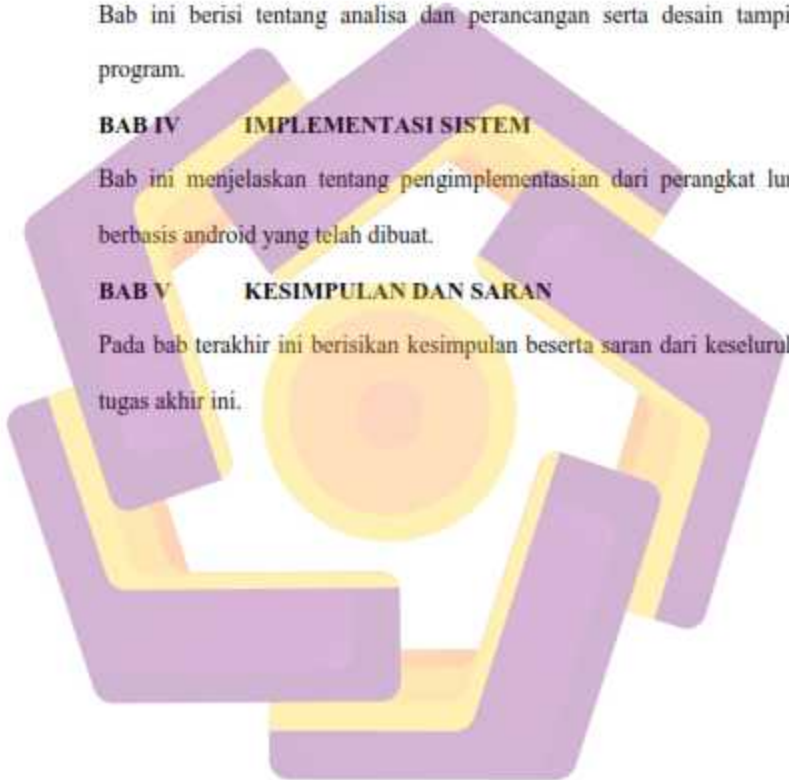 Bab ini berisi tentang analisa dan perancangan serta desain tampi
program.
BAB IV IMPLEMENTASI SISTEM
Bab ini menjelaskan tentang pengimplementasian dari perangkat lu
berbasis android yang telah dibuat.
BAB V KESIMPULAN DAN SARAN
Pada bab terakhir ini berisikan kesimpulan beserta saran dari keselurul
tugas akhir ini.